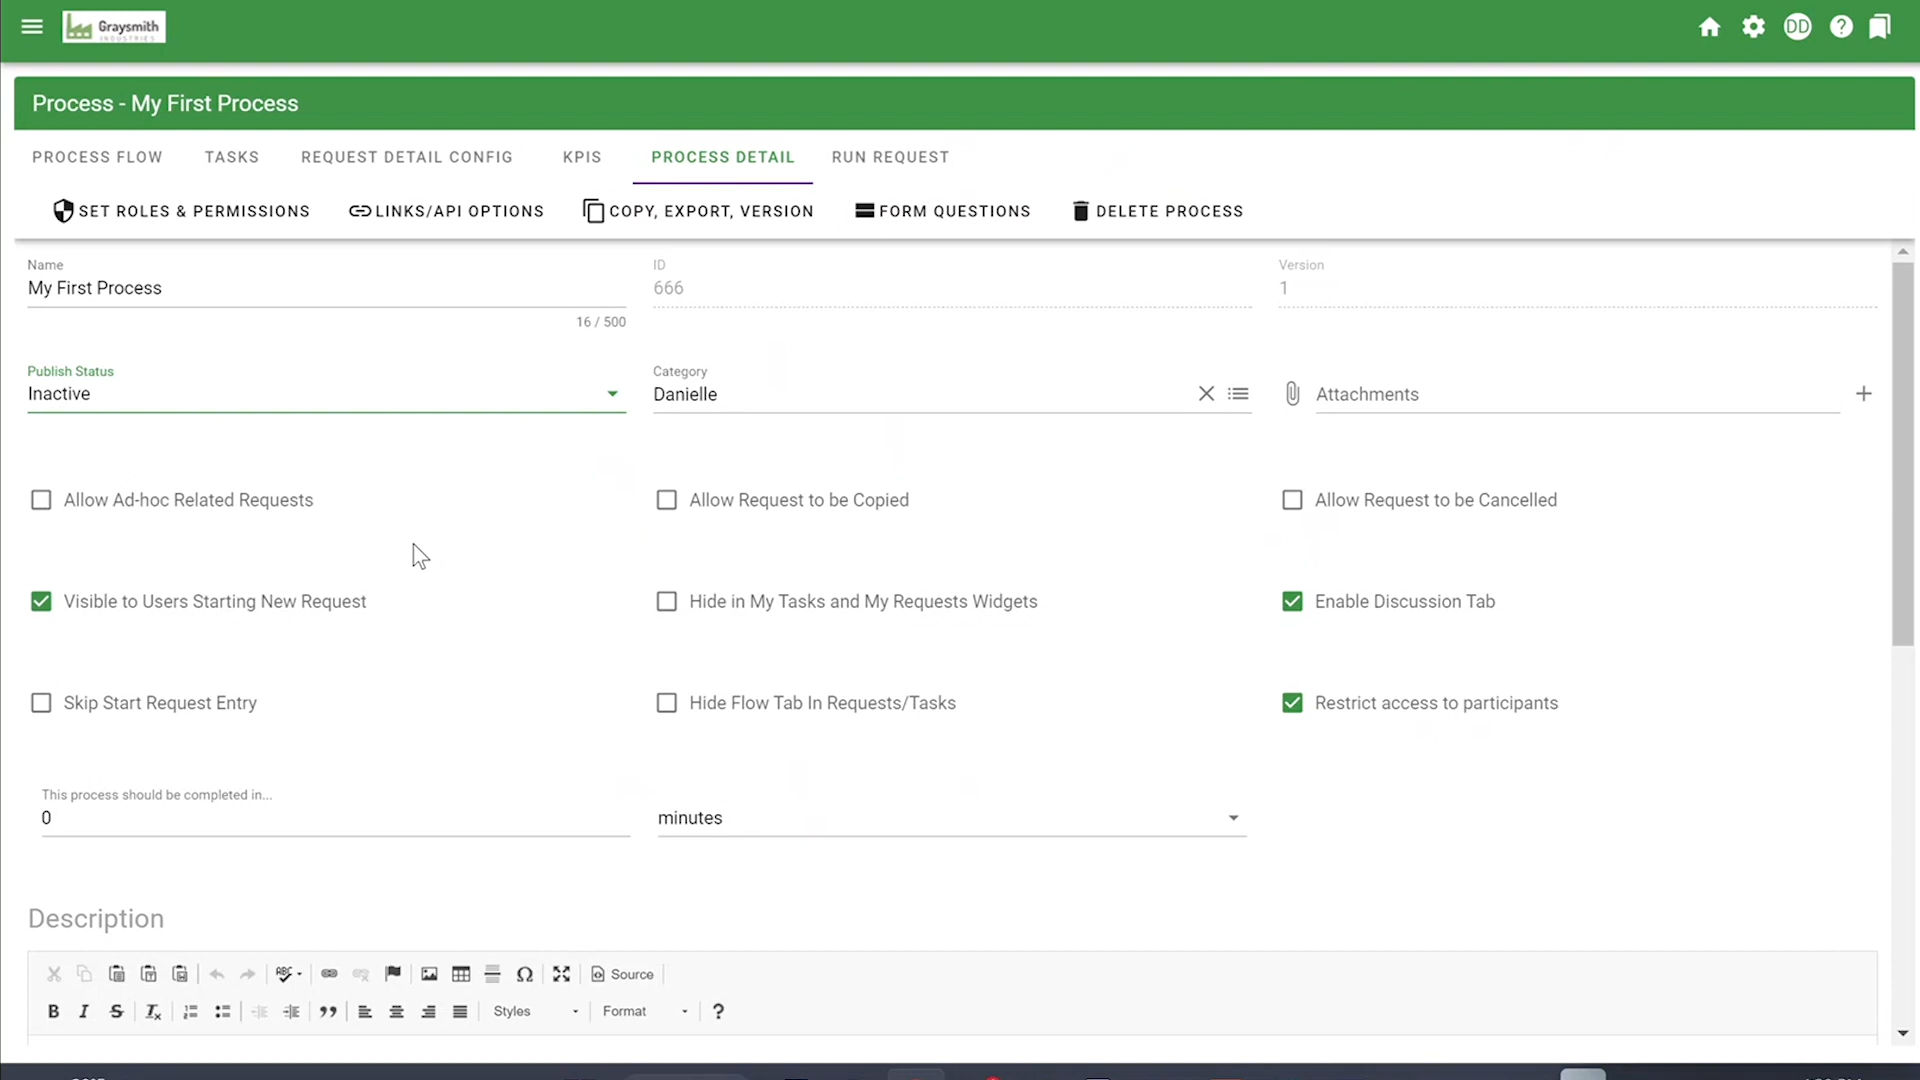 Graysmith
INDUSTRIES
DD
?
Process - My First Process
PROCESS FLOW TASKS REQUEST DETAIL CONFIG KPIS PROCESS DETAIL RUN REQUEST
SET ROLES & PERMISSIONS LINKS/API OPTIONS COPY, EXPORT, VERSION FORM QUESTIONS DELETE PROCESS
Name ID Version
My First Process 666 1
16 / 500
Publish Status Category
Inactive Danielle Attachments
Allow Ad-hoc Related Requests Allow Request to be Copied Allow Request to be Cancelled
Visible to Users Starting New Request Hide in My Tasks and My Requests Widgets Enable Discussion Tab
Skip Start Request Entry Hide Flow Tab In Requests/Tasks Restrict access to participants
This process should be completed in...
0 minutes
Description
ABC Ω Source
B I S Ix Styles Format ?